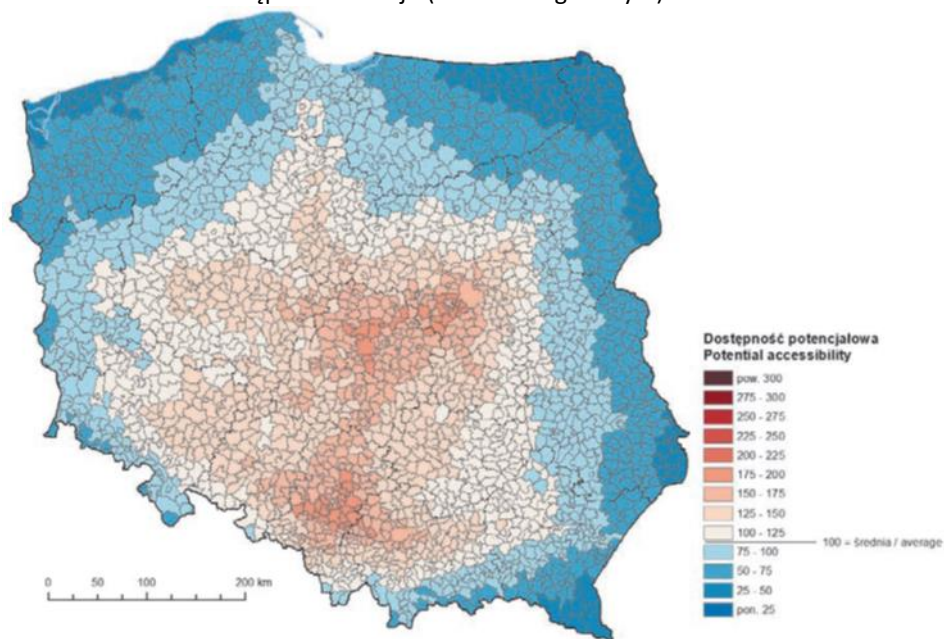 0 50 100 200 km
Dostępność potencjałowa
Potential accessibility
pow. 300
275 - 300
250 - 275
225 - 250
200 - 225
175 - 200
150 - 175
125 - 150
100 - 125
100 = średnia / average
75 - 100
50 - 75
25 - 50
pon. 25